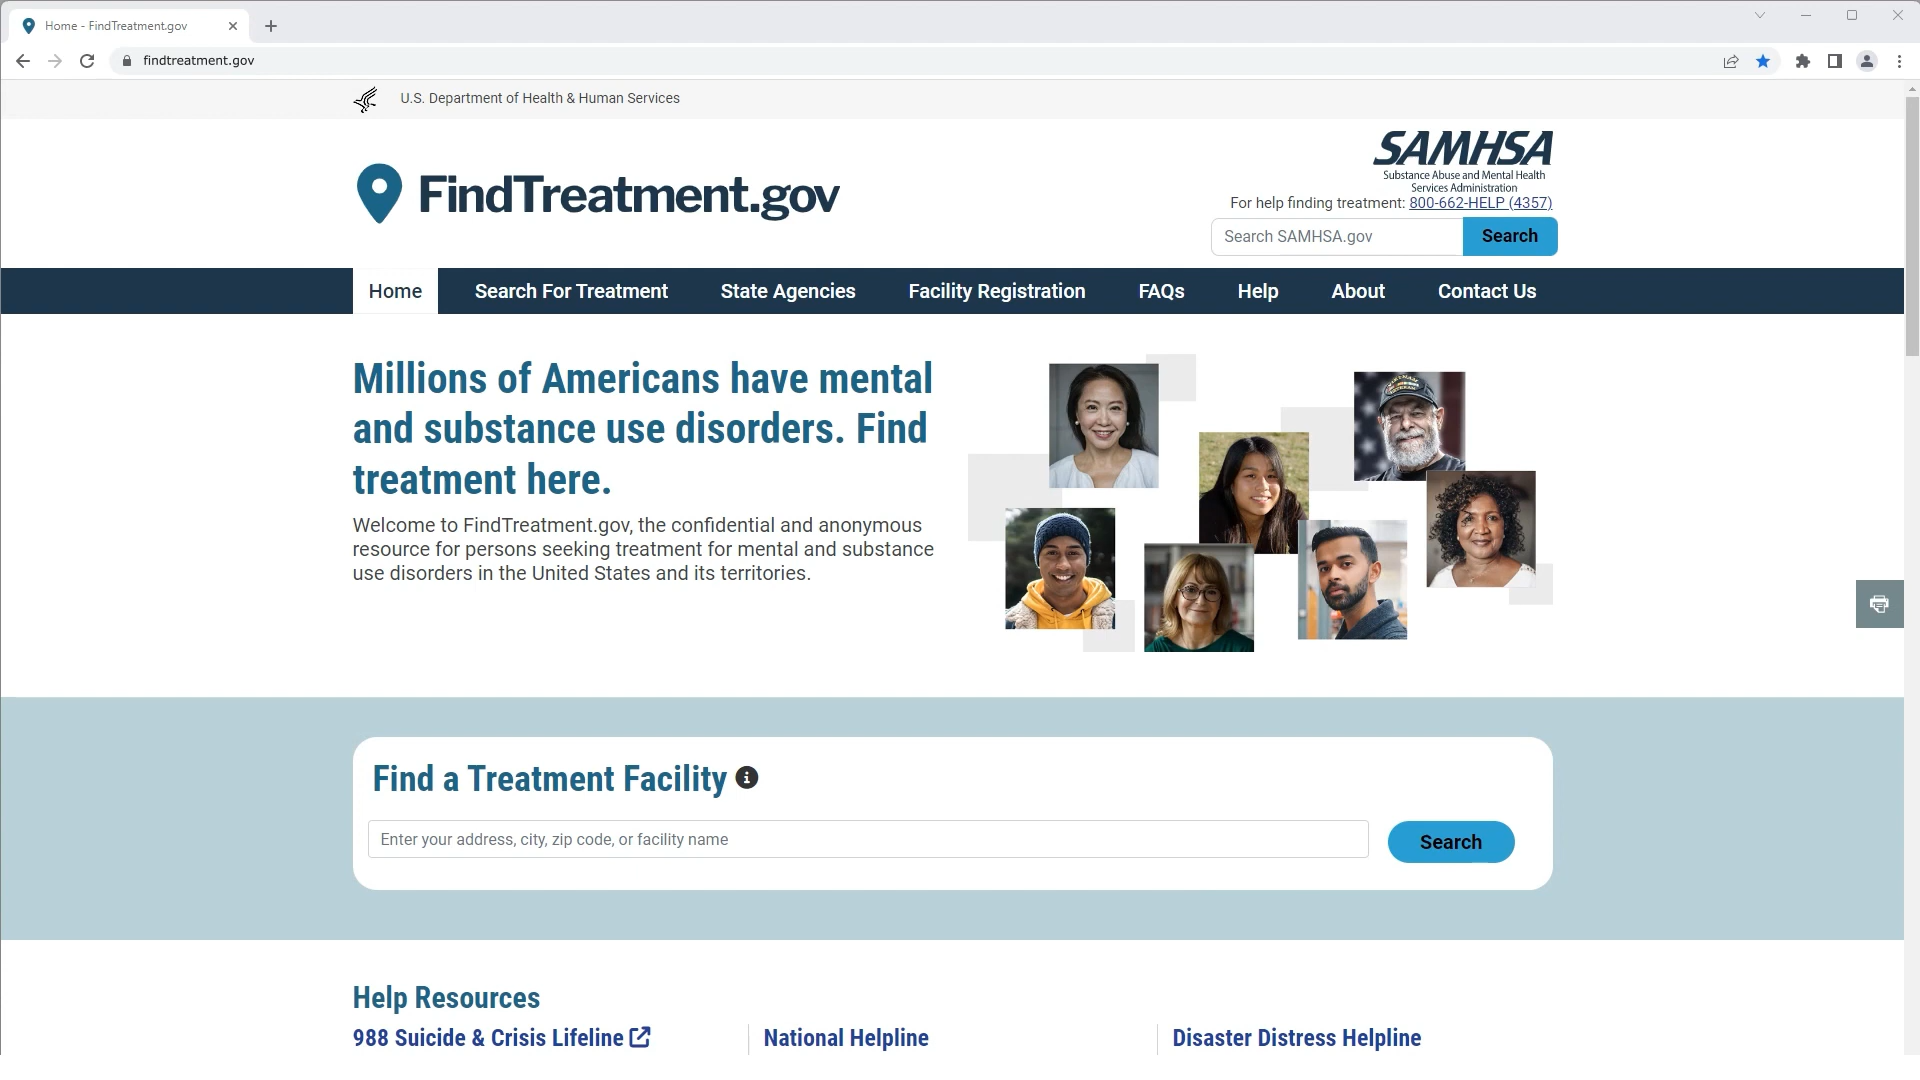 Home - FindTreatment.gov
findtreatment.gov
U.S. Department of Health & Human Services
FindTreatment.gov
SAMHSA
Substance Abuse and Mental Health
Services Administration
For help finding treatment: 800-662-HELP (4357)
Search SAMHSA.gov
Search
Home
Search For Treatment
State Agencies
Facility Registration
FAQs
Help
About
Contact Us
Millions of Americans have mental
and substance use disorders. Find
treatment here.
Welcome to FindTreatment.gov, the confidential and anonymous
resource for persons seeking treatment for mental and substance
use disorders in the United States and its territories.
Find a Treatment Facility
Enter your address, city, zip code, or facility name
Search
Help Resources
988 Suicide & Crisis Lifeline
National Helpline
Disaster Distress Helpline